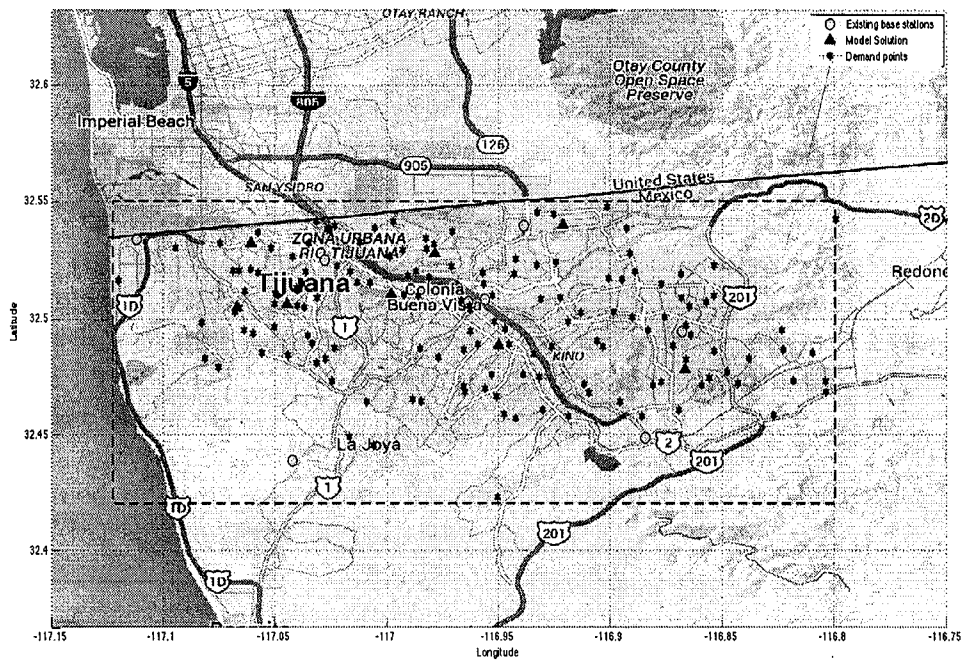 OTAY RANCH
Existing base stations
Model Solution
Demand points
32.6
5
805
Otay County
Open Space
Preserve
Imperial Beach
126
905
SAN YSIDRO
United States
Mexico
32.55
2D
ZONA URBANA
RIO TIJUANA
Tijuana
Colonia
Buena Vista
1D
201
32.5
1
KINO
Latitude
32.45
La Joya
2
201
1
1D
201
32.4
1D
-117.15
-117.1
-117.05
-117
-116.95
-116.9
-116.85
-116.8
-116.75
Longitude